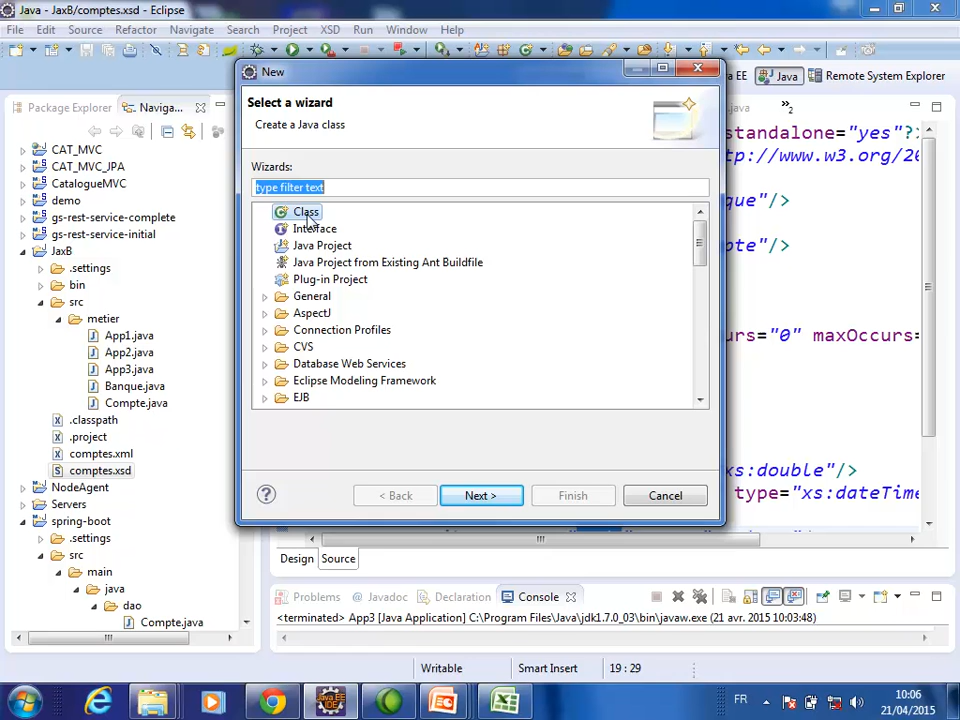 Java - JaxB/comptes.xsd - Eclipse
File Edit Source Refactor Navigate Search Project XSD Run Window Help
Java EE Java Remote System Explorer
Package Explorer Naviga...
CAT_MVC
CAT_MVC_JPA
CatalogueMVC
demo
gs-rest-service-complete
gs-rest-service-initial
JaxB
.settings
bin
src
metier
App1.java
App2.java
App3.java
Banque.java
Compte.java
.classpath
.project
comptes.xml
comptes.xsd
NodeAgent
Servers
spring-boot
.settings
src
main
java
dao
Compte.java
New
Select a wizard
Create a Java class
Wizards:
type filter text
Class
Interface
Java Project
Java Project from Existing Ant Buildfile
Plug-in Project
General
AspectJ
Connection Profiles
CVS
Database Web Services
Eclipse Modeling Framework
EJB
< Back Next > Finish Cancel
.java »2
standalone="yes"?>
tp://www.w3.org/20
que"/>
pte"/>
urs="0" maxOccurs=
xs:double"/>
type="xs:dateTime
Design Source
Problems Javadoc Declaration Console
<terminated> App3 [Java Application] C:\Program Files\Java\jdk1.7.0_03\bin\javaw.exe (21 avr. 2015 10:03:48)
Writable Smart Insert 19 : 29
FR 10:06
21/04/2015